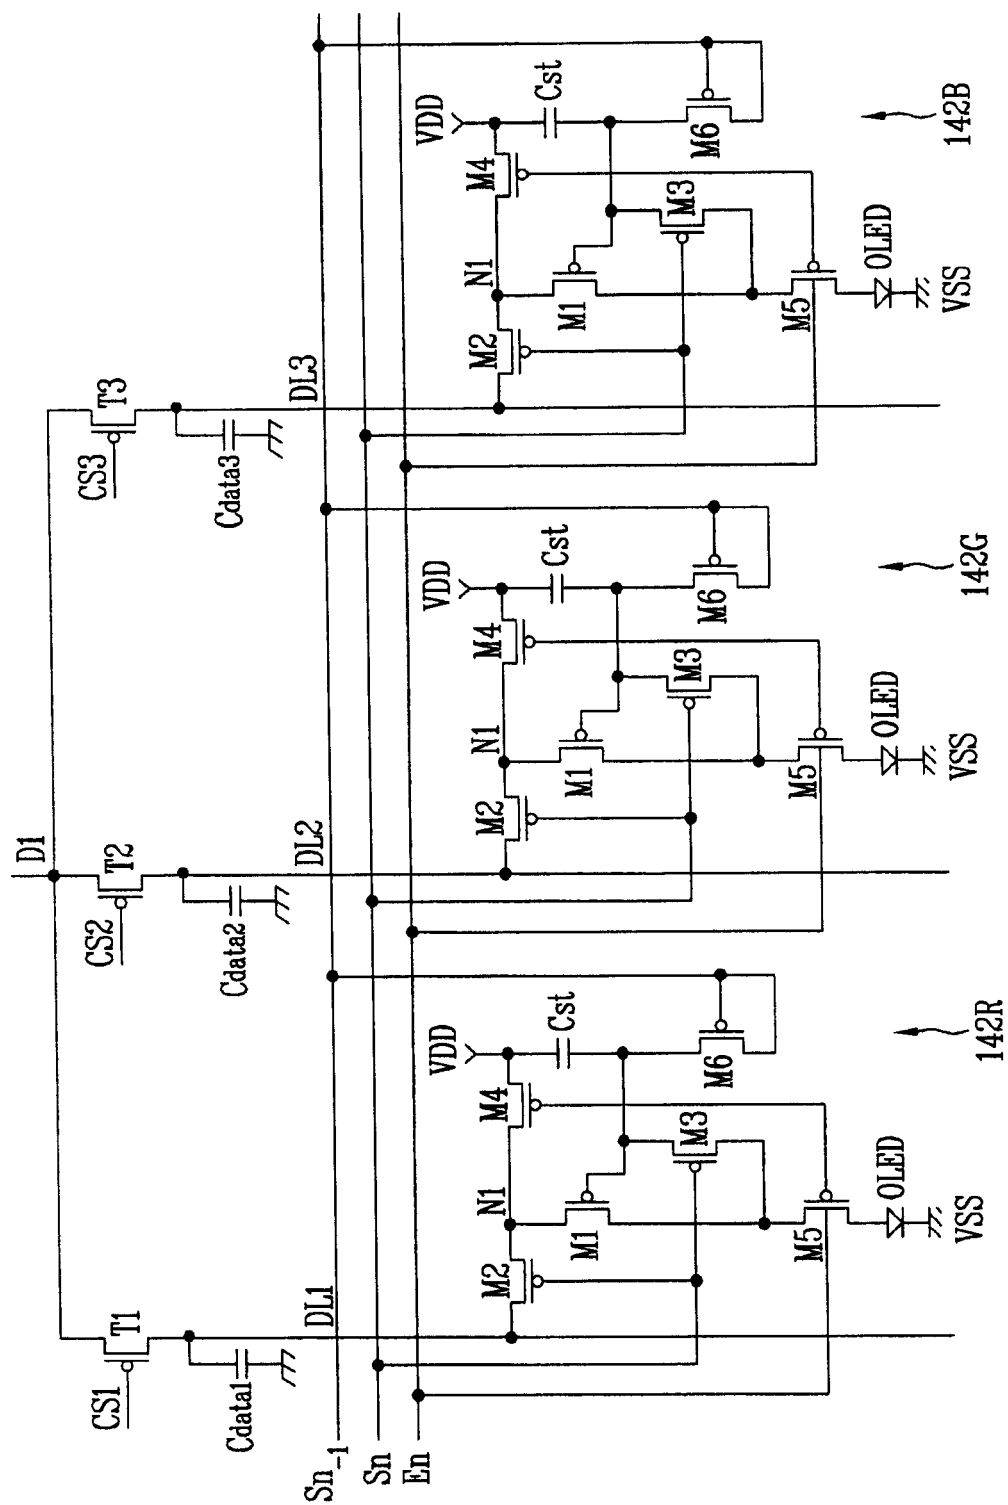 D1
CS1
T1
CS2
T2
CS3
T3
Cdata1
Cdata2
Cdata3
DL1
DL2
DL3
Sn-1
Sn
En
VDD
M4
Cst
N1
M2
M1
M3
M6
M5
OLED
VSS
142R
VDD
M4
Cst
N1
M2
M1
M3
M6
M5
OLED
VSS
142G
VDD
M4
Cst
N1
M2
M1
M3
M6
M5
OLED
VSS
142B